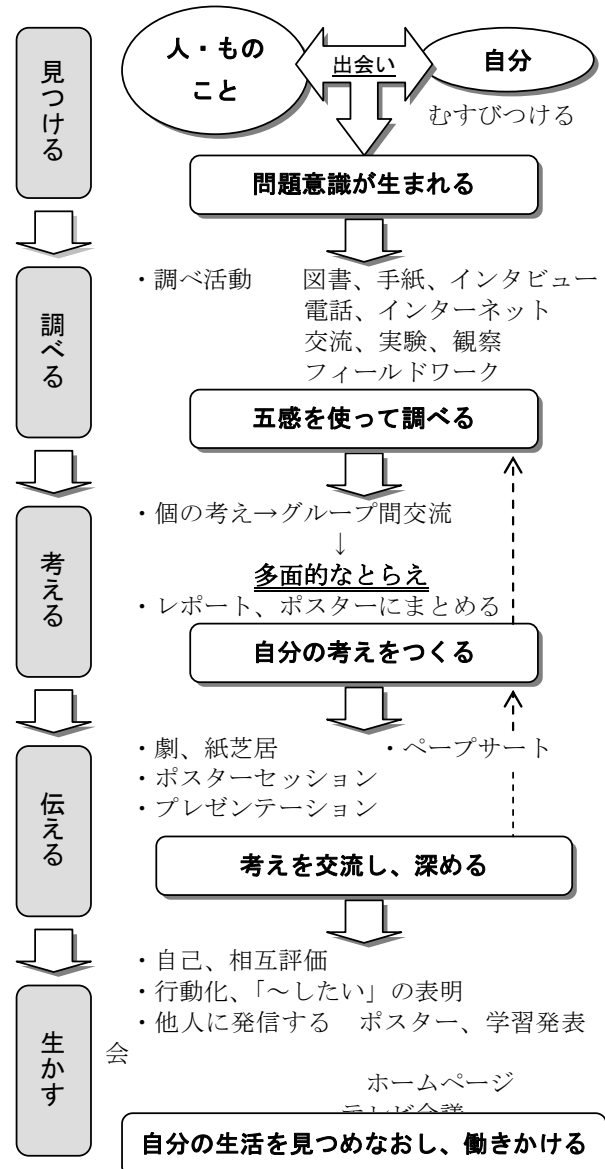 見つける
人・もの
こと
出会い
自分
むすびつける
問題意識が生まれる
調べる
・調べ活動　図書、手紙、インタビュー
電話、インターネット
交流、実験、観察
フィールドワーク
五感を使って調べる
考える
・個の考え→グループ間交流
↓
多面的なとらえ
・レポート、ポスターにまとめる
自分の考えをつくる
伝える
・劇、紙芝居　・ペープサート
・ポスターセッション
・プレゼンテーション
考えを交流し、深める
生かす
・自己、相互評価
・行動化、「～したい」の表明
・他人に発信する　ポスター、学習発表
会
ホームページ
テレビ会議
自分の生活を見つめなおし、働きかける